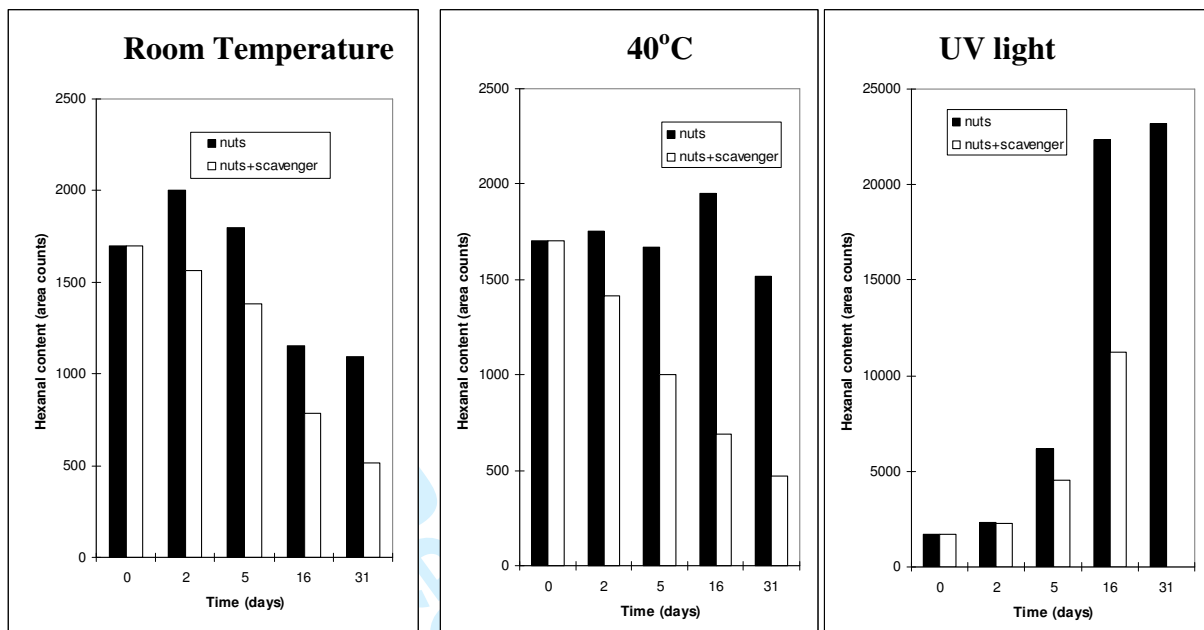 Room Temperature
2500
2000
1500
1000
500
0
Hexanal content (area counts)
nuts
nuts+scavenger
0 2 5 16 31
Time (days)
40°C
2500
2000
1500
1000
500
0
Hexanal content (area counts)
nuts
nuts+scavenger
0 2 5 16 31
Time (days)
UV light
25000
20000
15000
10000
5000
0
Hexanal content (area counts)
nuts
nuts+scavenger
0 2 5 16 31
Time (days)